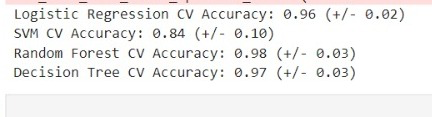 Logistic Regression CV Accuracy: 0.96 (+/- 0.02)
SVM CV Accuracy: 0.84 (+/- 0.10)
Random Forest CV Accuracy: 0.98 (+/- 0.03)
Decision Tree CV Accuracy: 0.97 (+/- 0.03)